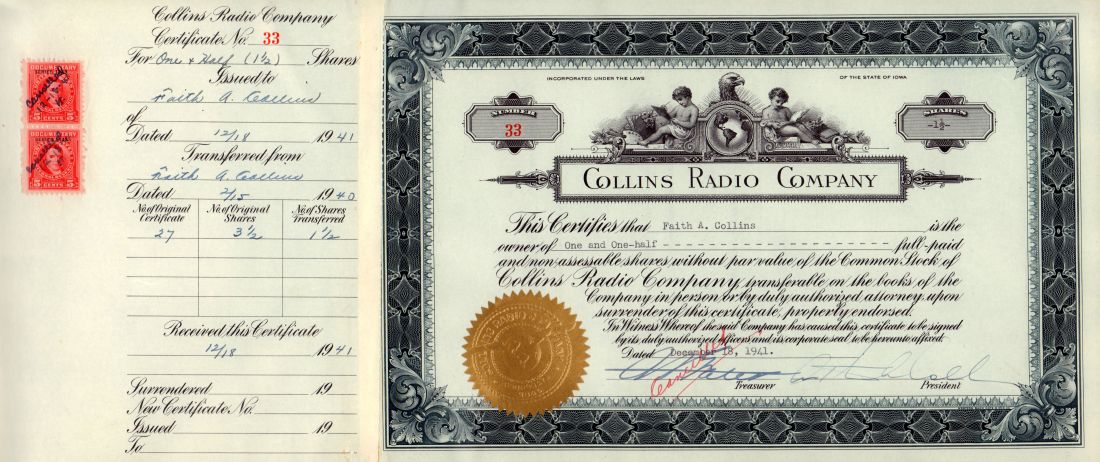 Collins Radio Company
Certificate No. 33
For One & Half (1½) Shares
Issued to
Faith A. Collins
of
Dated 12/18 1941
Transferred from
Faith A. Collins
Dated 2/15 1940
No. of Original Certificate No. of Original Shares No. of Shares Transferred
27 3½ 1½
Received this Certificate
12/18 1941
Surrendered 19
New Certificate No.
Issued 19
To
DOCUMENTARY
5 CENTS 5
DOCUMENTARY
5 CENTS 5
INCORPORATED UNDER THE LAWS OF THE STATE OF IOWA
NUMBER
33
SHARES
-1½-
COLLINS RADIO COMPANY
This Certifies that Faith A. Collins is the
owner of One and One-half - - - - - - - - - - - - - - - - - - - full-paid
and non-assessable shares, without par value, of the Common Stock of
Collins Radio Company, transferable on the books of the
Company in person or by duly authorized attorney, upon
surrender of this certificate, properly endorsed.
In Witness Whereof the said Company has caused this certificate to be signed
by its duly authorized officers and its corporate seal to be hereunto affixed.
Dated December 18, 1941.
Cancelled
Treasurer President